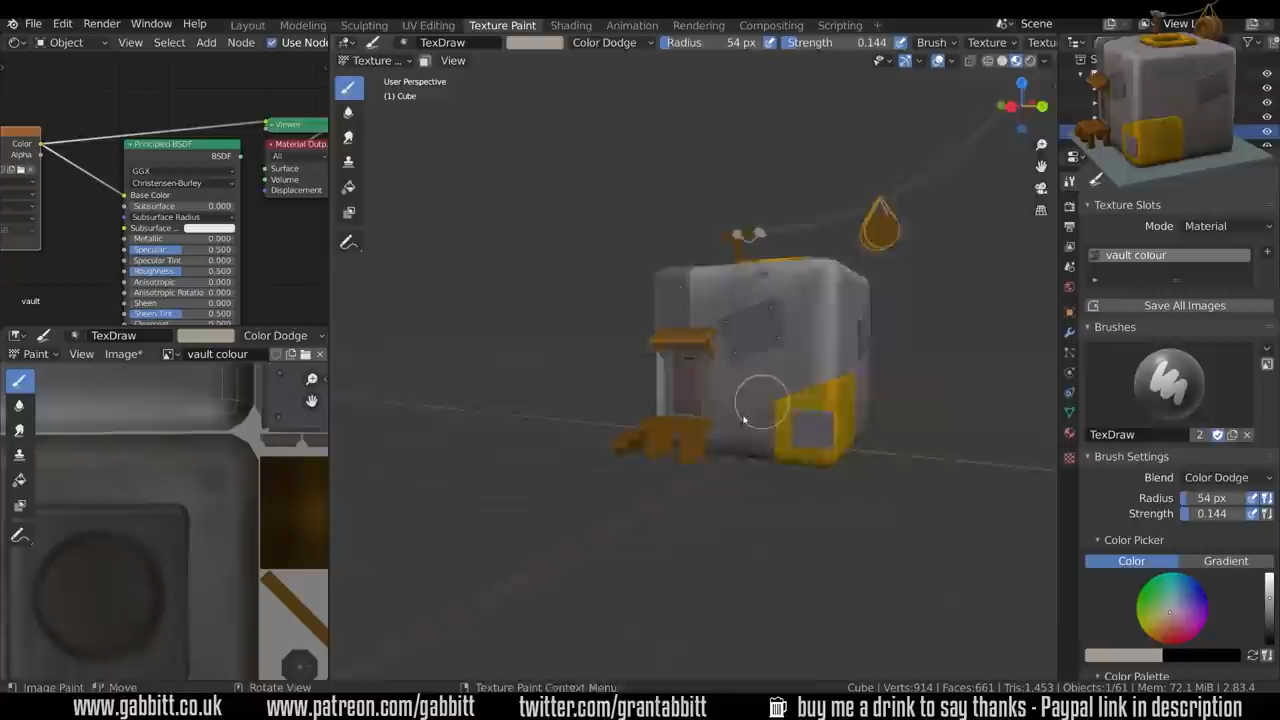 File Edit Render Window Help Layout Modeling Sculpting UV Editing Texture Paint Shading Animation Rendering Compositing Scripting + Scene View L
Object View Select Add Node Use Node TexDraw Color Dodge Radius 54 px Strength 0.144 Brush Texture Textu
Texture ... View
User Perspective
(1) Cube
Viewer
Color
Alpha
Principled BSDF
BSDF
GGX
Christensen-Burley
Base Color
Subsurface 0.000
Subsurface Radius
Subsurface ..
Metallic 0.000
Specular 0.500
Specular Tint 0.000
Roughness 0.500
Anisotropic 0.000
Anisotropic Rotatio 0.000
Sheen 0.000
Sheen Tint 0.500
Material Outp
All
Surface
Volume
Displacement
vault
TexDraw Color Dodge
Paint View Image* vault colour
Texture Slots
Mode Material
vault colour
Save All Images
Brushes
TexDraw 2
Brush Settings
Blend Color Dodge
Radius 54 px
Strength 0.144
Color Picker
Color Gradient
Color Palette
Image Paint Move Rotate View Texture Paint Context Menu Cube | Verts:914 | Faces:661 | Tris:1,453 | Objects:1/61 | Mem: 72.1 MiB | 2.83.4
www.gabbitt.co.uk www.patreon.com/gabbitt twitter.com/grantabbitt buy me a drink to say thanks - Paypal link in description